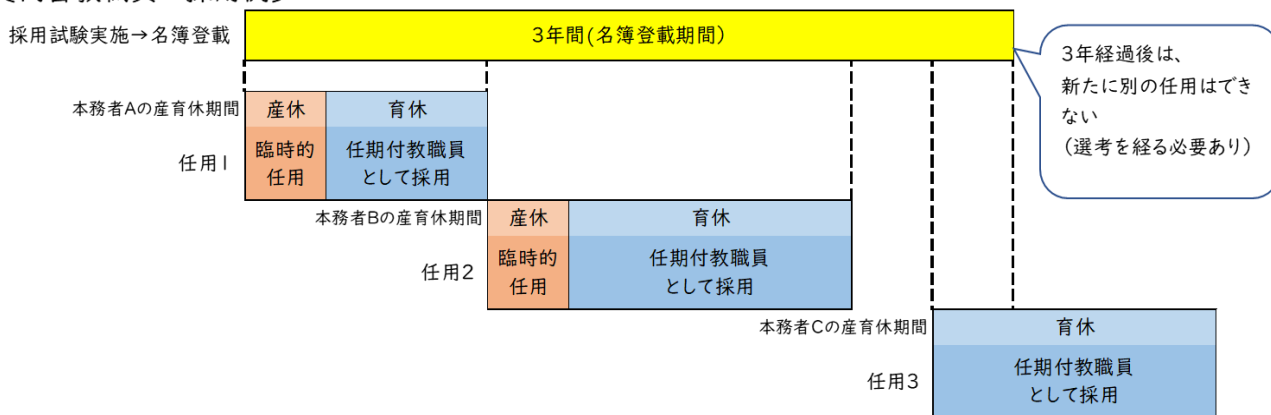 採用試験実施→名簿登載
3年間(名簿登載期間)
3年経過後は、
新たに別の任用はでき
ない
(選考を経る必要あり)
本務者Aの産育休期間
産休
育休
任用1
臨時的
任用
任期付教職員
として採用
本務者Bの産育休期間
産休
育休
任用2
臨時的
任用
任期付教職員
として採用
本務者Cの産育休期間
育休
任用3
任期付教職員
として採用